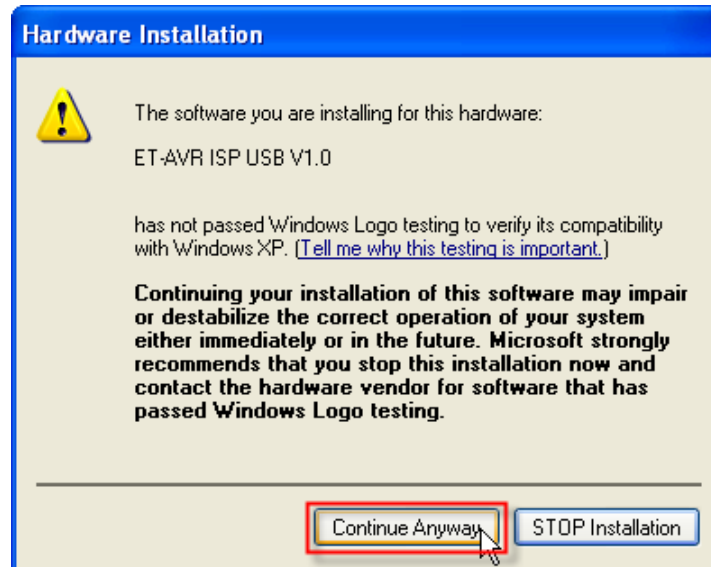 Hardware Installation
The software you are installing for this hardware:
ET-AVR ISP USB V1.0
has not passed Windows Logo testing to verify its compatibility
with Windows XP. (Tell me why this testing is important.)
Continuing your installation of this software may impair
or destabilize the correct operation of your system
either immediately or in the future. Microsoft strongly
recommends that you stop this installation now and
contact the hardware vendor for software that has
passed Windows Logo testing.
Continue Anyway STOP Installation